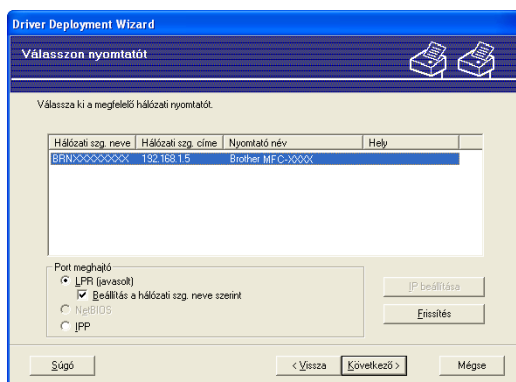 Driver Deployment Wizard
Válasszon nyomtatót
Válassza ki a megfelelő hálózati nyomtatót.
Hálózati szg. neve Hálózati szg. címe Nyomtató név Hely
BRNXXXXXXXX 192.168.1.5 Brother MFC-XXXX
Port meghajtó
LPR (javasolt)
Beállítás a hálózati szg. neve szerint
NetBIOS
IPP
IP beállítása
Frissítés
Súgó < Vissza Következő > Mégse